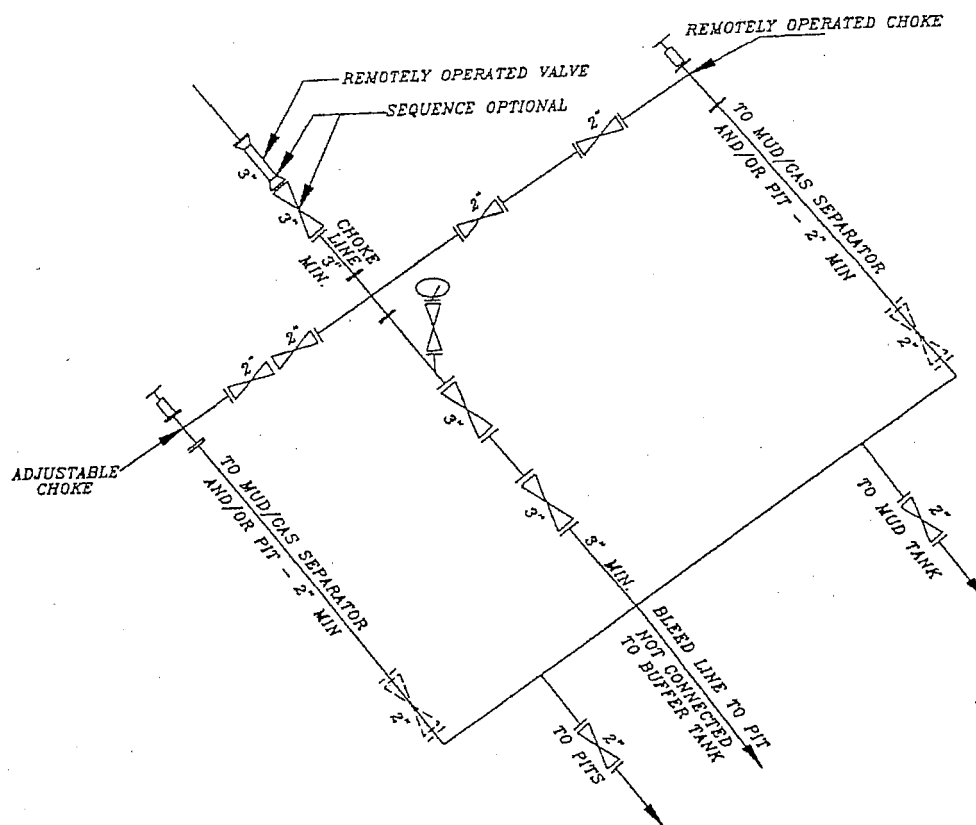 REMOTELY OPERATED CHOKE
REMOTELY OPERATED VALVE
SEQUENCE OPTIONAL
3"
3"
CHOKE
LINE
3"
MIN.
2"
2"
TO MUD/GAS SEPARATOR
AND/OR PIT - 2" MIN
2"
2"
2"
ADJUSTABLE
CHOKE
3"
3"
3" MIN.
TO MUD/GAS SEPARATOR
AND/OR PIT - 2" MIN
2"
2"
TO MUD TANK
BLEED LINE TO PIT
NOT CONNECTED
TO BUFFER TANK
2"
TO PITS